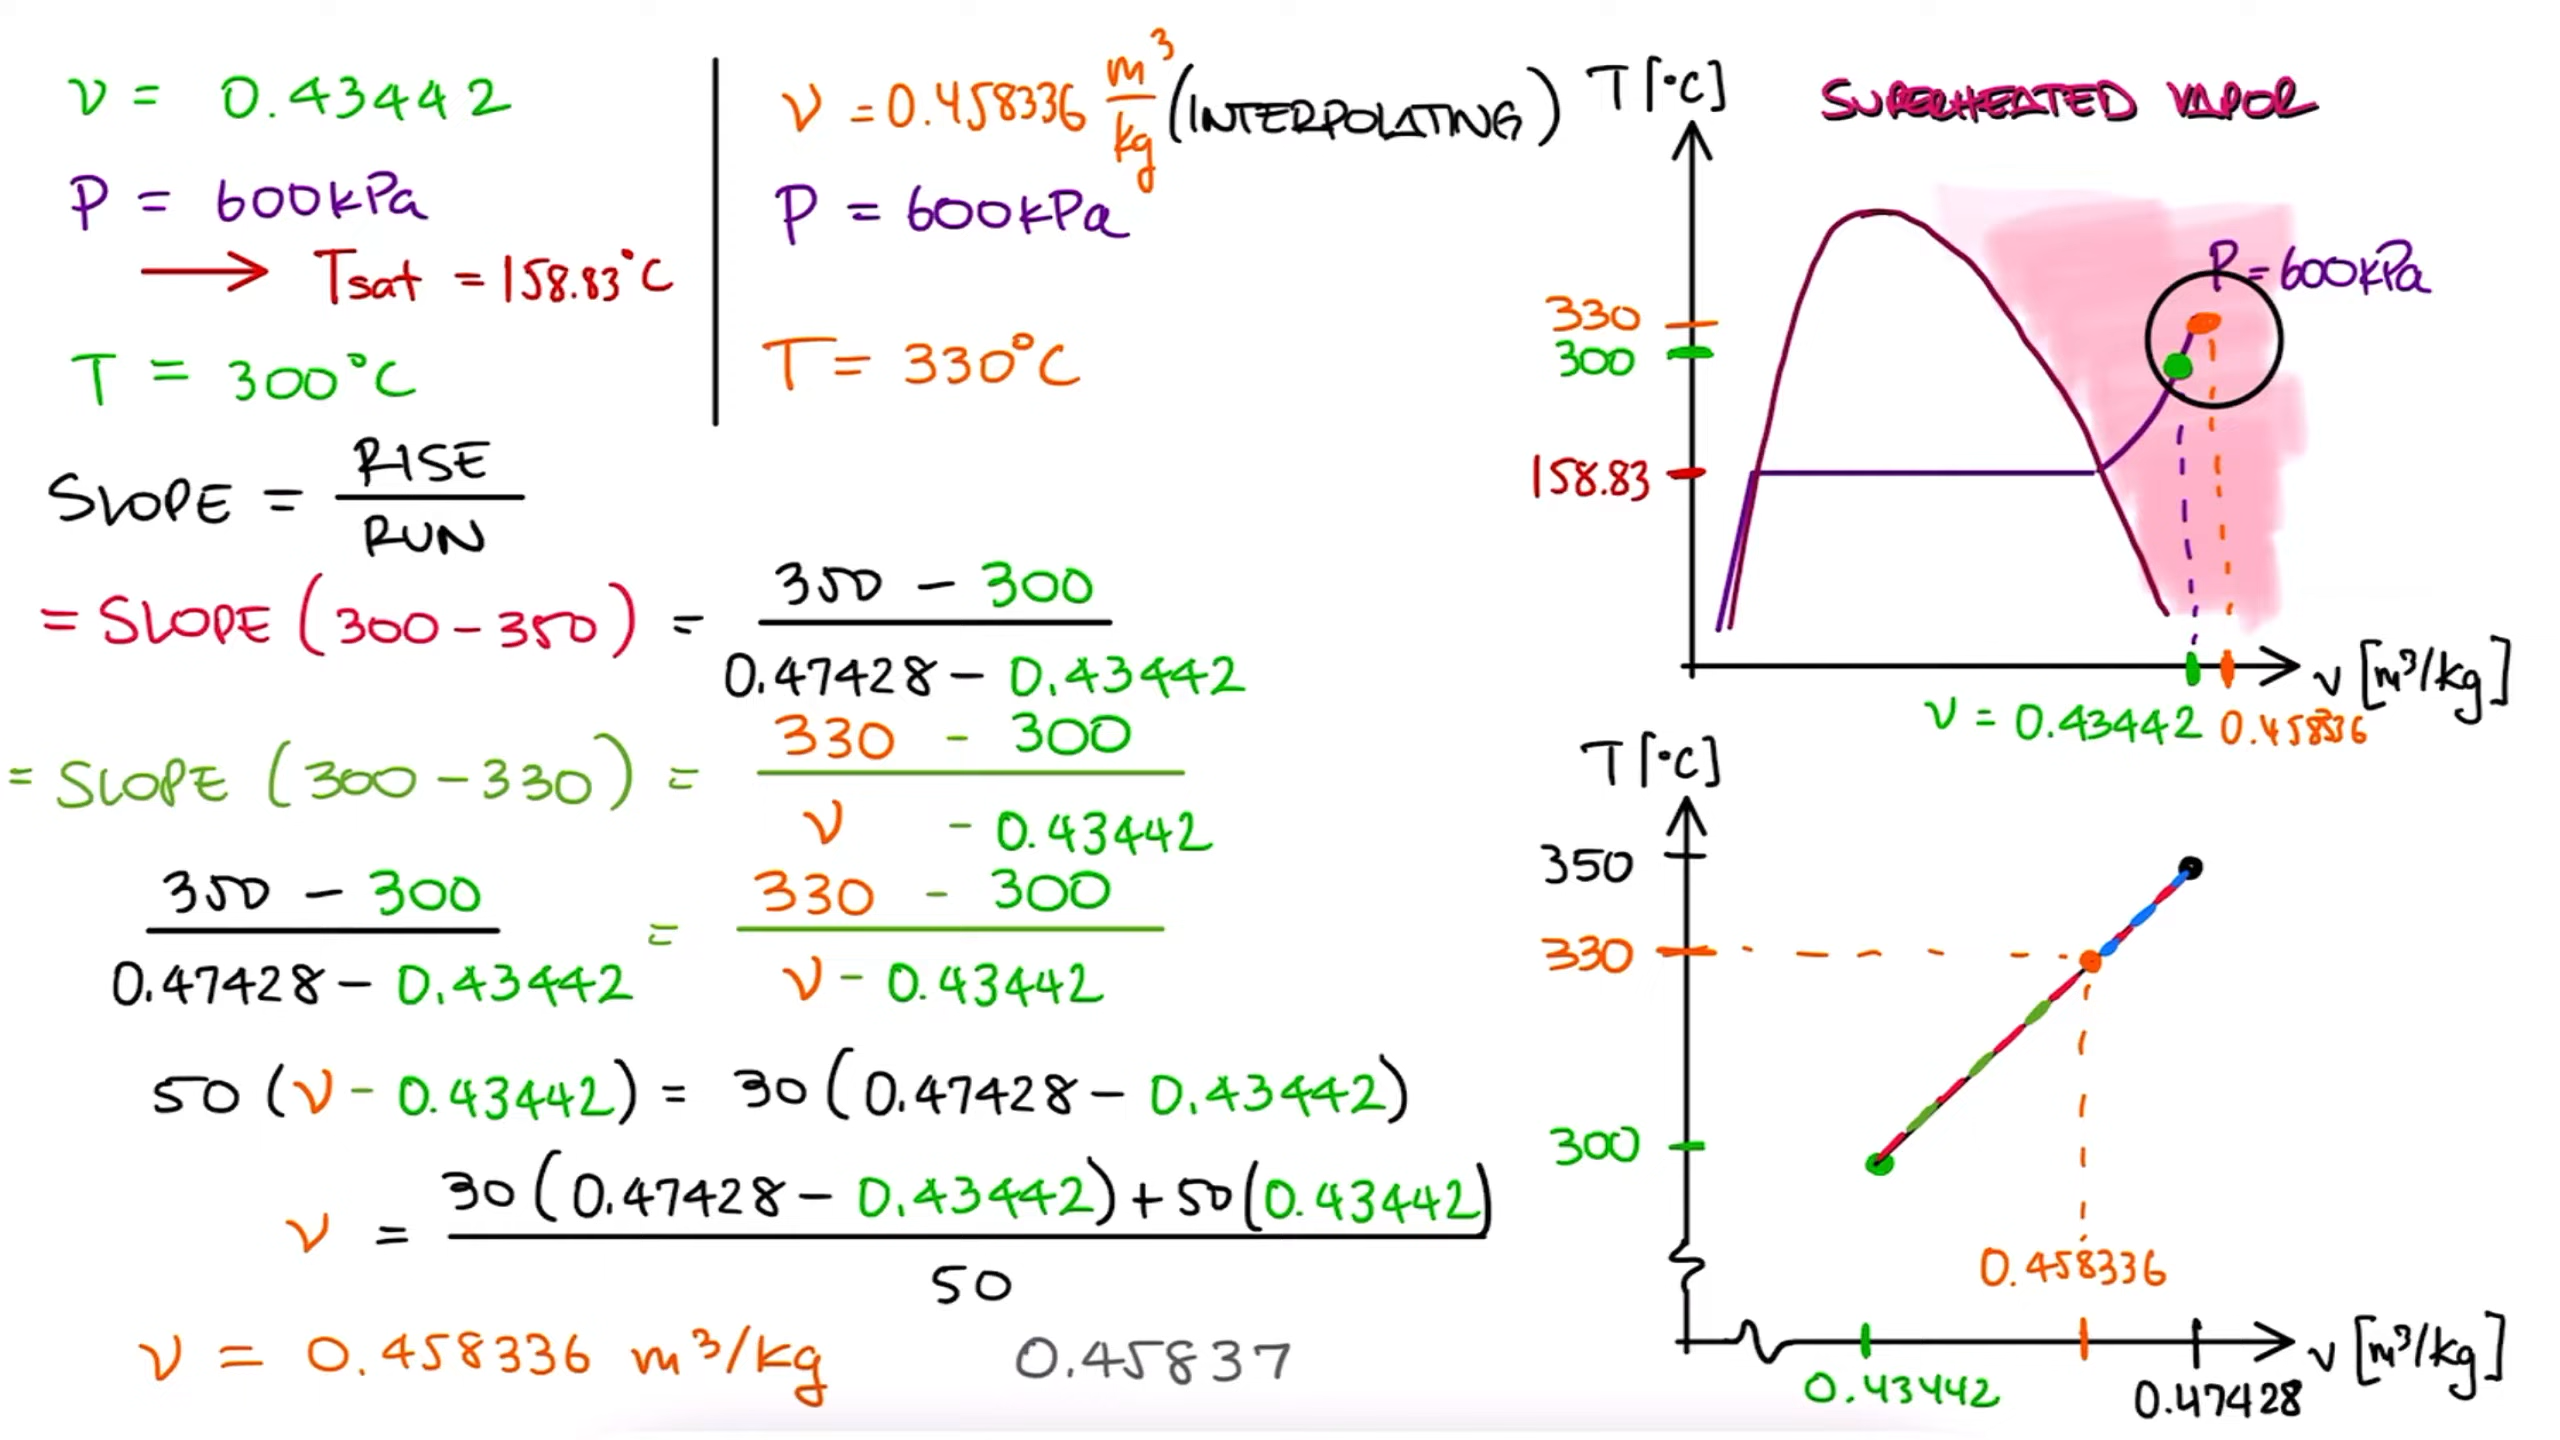 ν = 0.43442
P = 600kPa
→ Tsat = 158.83°C
T = 300°C
ν = 0.458336 m³/kg (INTERPOLATING)
P = 600kPa
T = 330°C
SLOPE = RISE / RUN
= SLOPE (300 - 350) = 350 - 300 / 0.47428 - 0.43442
= SLOPE (300 - 330) = 330 - 300 / ν - 0.43442
350 - 300 / 0.47428 - 0.43442 = 330 - 300 / ν - 0.43442
50 (ν - 0.43442) = 30 (0.47428 - 0.43442)
ν = 30 (0.47428 - 0.43442) + 50 (0.43442) / 50
ν = 0.458336 m³/kg
0.45837
T [°C]
SUPERHEATED VAPOR
P = 600kPa
330
300
158.83
ν [m³/kg]
ν = 0.43442 0.458336
T [°C]
350
330
300
0.458336
ν [m³/kg]
0.43442
0.47428